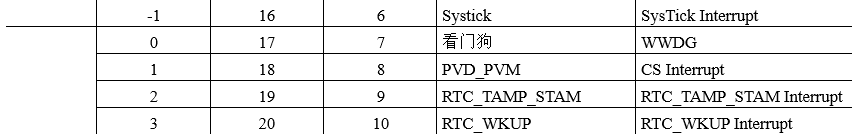 -1 16 6 Systick SysTick Interrupt
0 17 7 看门狗 WWDG
1 18 8 PVD_PVM CS Interrupt
2 19 9 RTC_TAMP_STAM RTC_TAMP_STAM Interrupt
3 20 10 RTC_WKUP RTC_WKUP Interrupt